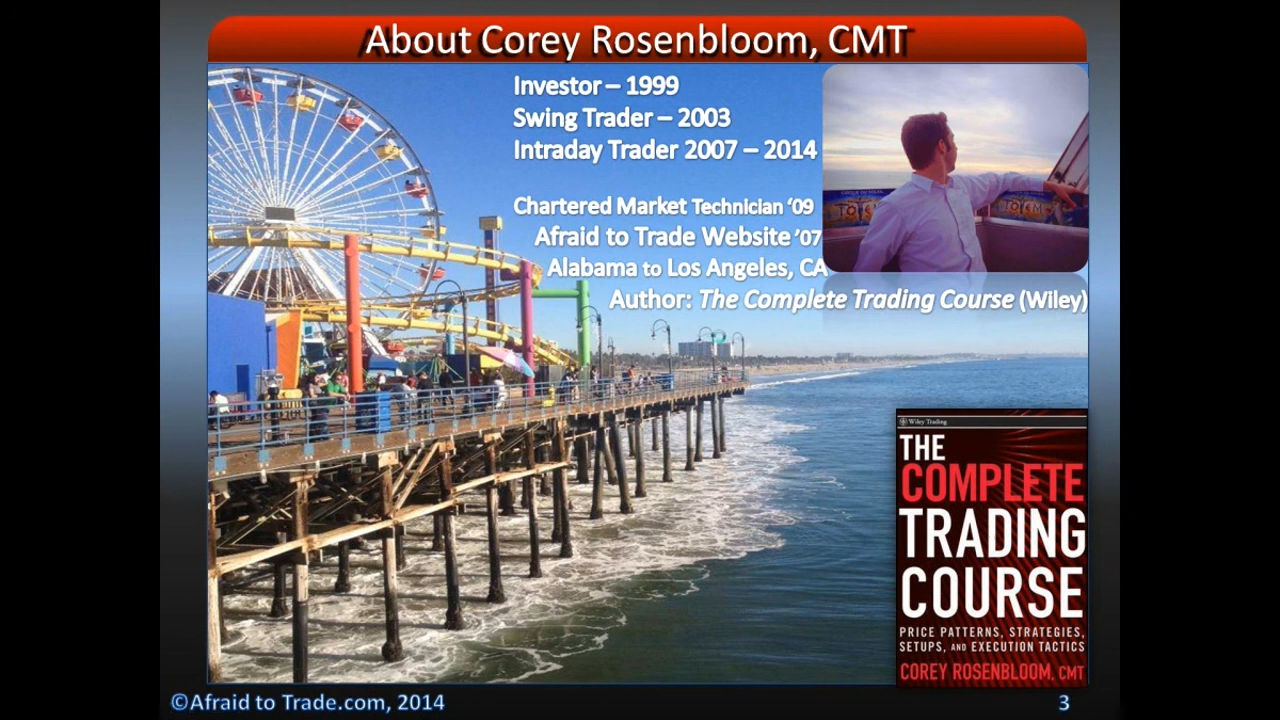 About Corey Rosenbloom, CMT
Investor – 1999
Swing Trader – 2003
Intraday Trader 2007 – 2014
Chartered Market Technician ‘09
Afraid to Trade Website ’07
Alabama to Los Angeles, CA
Author: The Complete Trading Course (Wiley)
Wiley Trading
THE
COMPLETE
TRADING
COURSE
PRICE PATTERNS, STRATEGIES,
SETUPS, AND EXECUTION TACTICS
COREY ROSENBLOOM, CMT
©Afraid to Trade.com, 2014
3